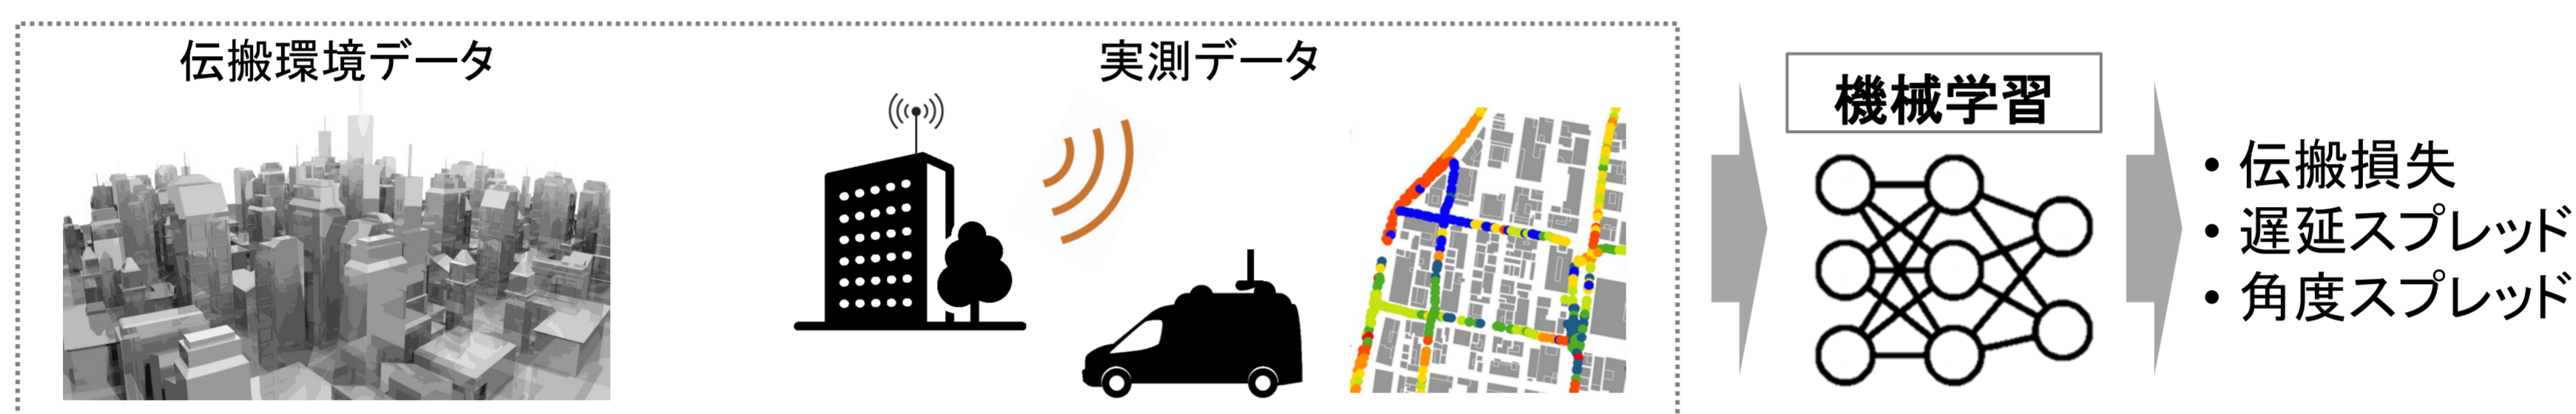 伝搬環境データ
実測データ
機械学習
• 伝搬損失
• 遅延スプレッド
• 角度スプレッド